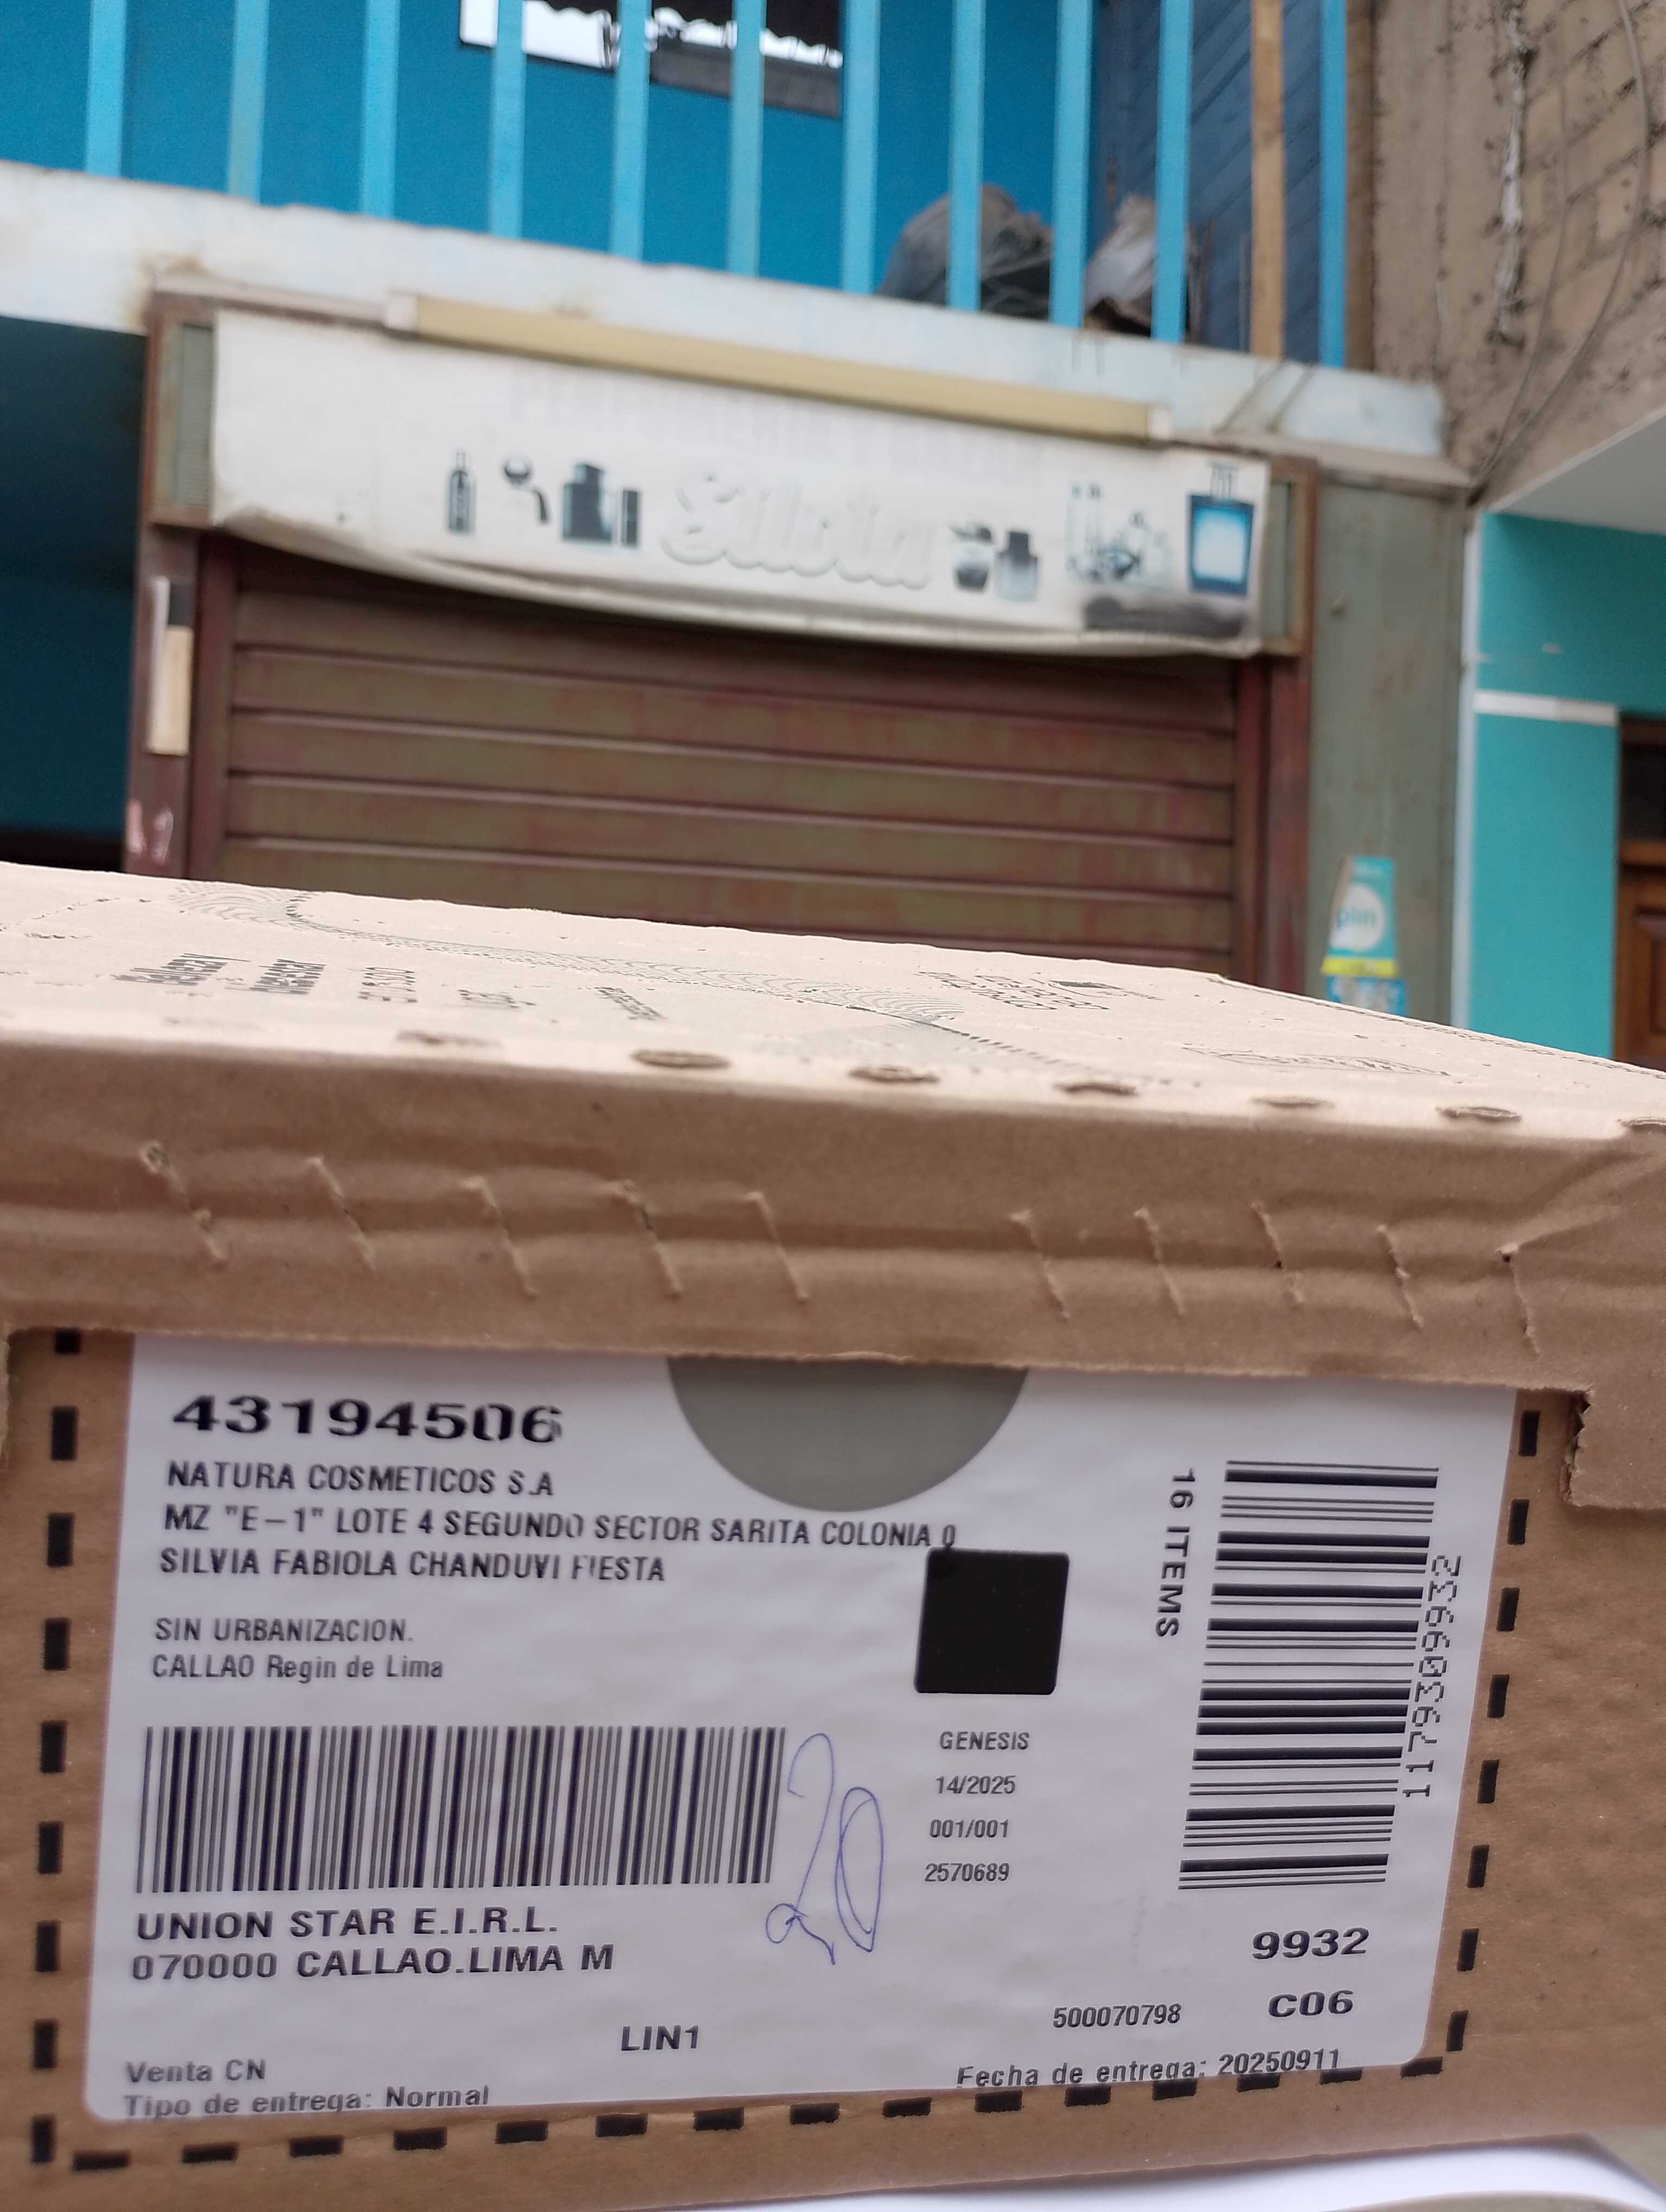 Silvia
plin
43194506
NATURA COSMETICOS S.A
MZ "E-1" LOTE 4 SEGUNDO SECTOR SARITA COLONIA 0
SILVIA FABIOLA CHANDUVI FIESTA
SIN URBANIZACION.
CALLAO Regin de Lima
16 ITEMS
11793099932
GENESIS
14/2025
001/001
2570689
20
UNION STAR E.I.R.L.
070000 CALLAO.LIMA M
9932
C06
500070798
LIN1
Venta CN
Fecha de entrega: 20250911
Tipo de entrega: Normal